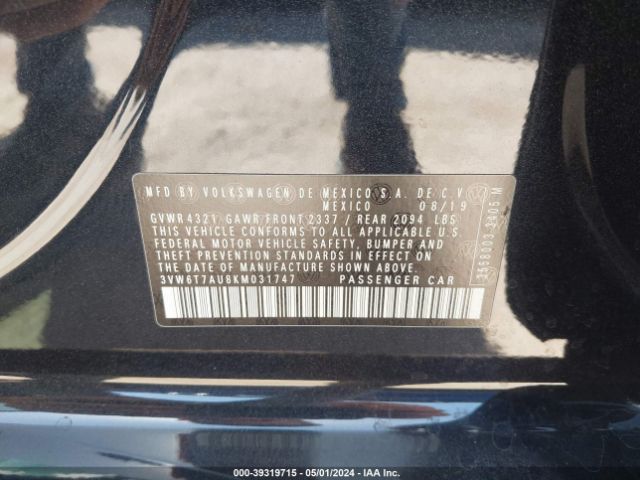 MFD BY VOLKSWAGEN DE MEXICO S.A. DE C.V
MEXICO 08/19
GVWR 4321 GAWR FRONT 2337 / REAR 2094 LBS
THIS VEHICLE CONFORMS TO ALL APPLICABLE U.S.
FEDERAL MOTOR VEHICLE SAFETY, BUMPER AND
THEFT PREVENTION STANDARDS IN EFFECT
ON THE DATE OF MANUFACTURE SHOWN ABOVE.
3VW6T7AU8KM031747 PASSENGER CAR
000-39319715 - 05/01/2024 - IAA Inc.